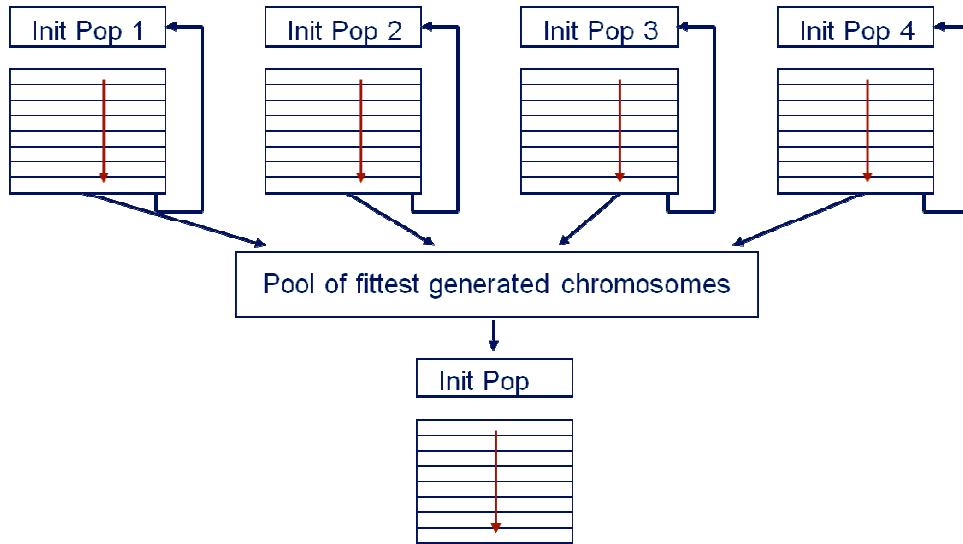 Init Pop 1
Init Pop 2
Init Pop 3
Init Pop 4
Pool of fittest generated chromosomes
Init Pop